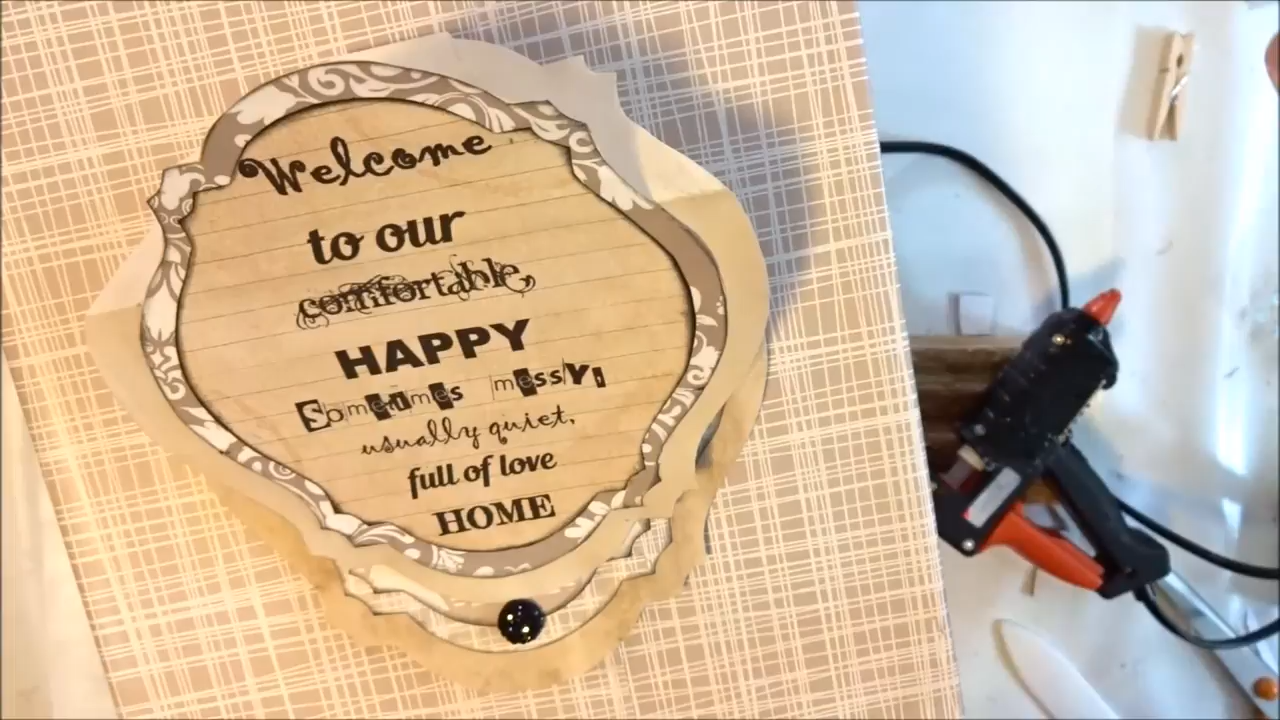 Welcome
to our
comfortable,
HAPPY
Sometimes messy,
usually quiet,
full of love
HOME